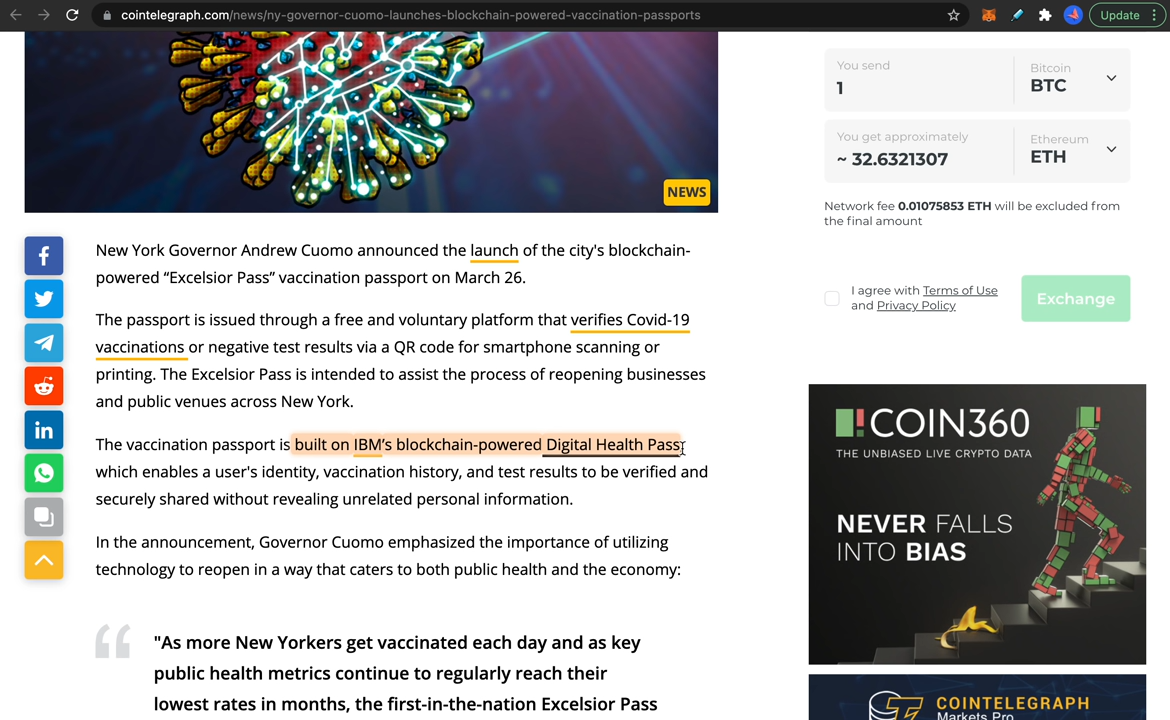 cointelegraph.com/news/ny-governor-cuomo-launches-blockchain-powered-vaccination-passports
Update
NEWS
New York Governor Andrew Cuomo announced the launch of the city's blockchain-
powered “Excelsior Pass” vaccination passport on March 26.
The passport is issued through a free and voluntary platform that verifies Covid-19
vaccinations or negative test results via a QR code for smartphone scanning or
printing. The Excelsior Pass is intended to assist the process of reopening businesses
and public venues across New York.
The vaccination passport is built on IBM’s blockchain-powered Digital Health Pass
which enables a user's identity, vaccination history, and test results to be verified and
securely shared without revealing unrelated personal information.
In the announcement, Governor Cuomo emphasized the importance of utilizing
technology to reopen in a way that caters to both public health and the economy:
"As more New Yorkers get vaccinated each day and as key
public health metrics continue to regularly reach their
lowest rates in months, the first-in-the-nation Excelsior Pass
You send
1
Bitcoin
BTC
You get approximately
~ 32.6321307
Ethereum
ETH
Network fee 0.01075853 ETH will be excluded from
the final amount
I agree with Terms of Use
and Privacy Policy
Exchange
COIN360
THE UNBIASED LIVE CRYPTO DATA
NEVER FALLS
INTO BIAS
COINTELEGRAPH
Markets Pro